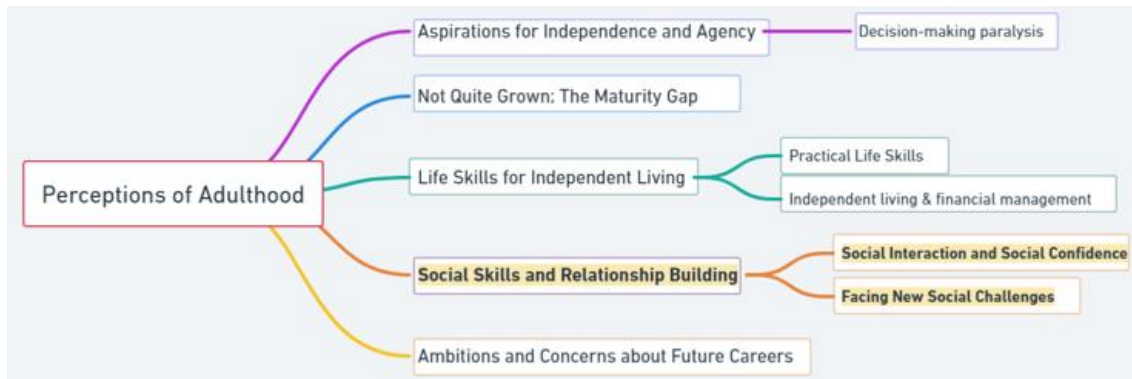 Perceptions of Adulthood
Aspirations for Independence and Agency
Decision-making paralysis
Not Quite Grown; The Maturity Gap
Life Skills for Independent Living
Practical Life Skills
Independent living & financial management
Social Skills and Relationship Building
Social Interaction and Social Confidence
Facing New Social Challenges
Ambitions and Concerns about Future Careers